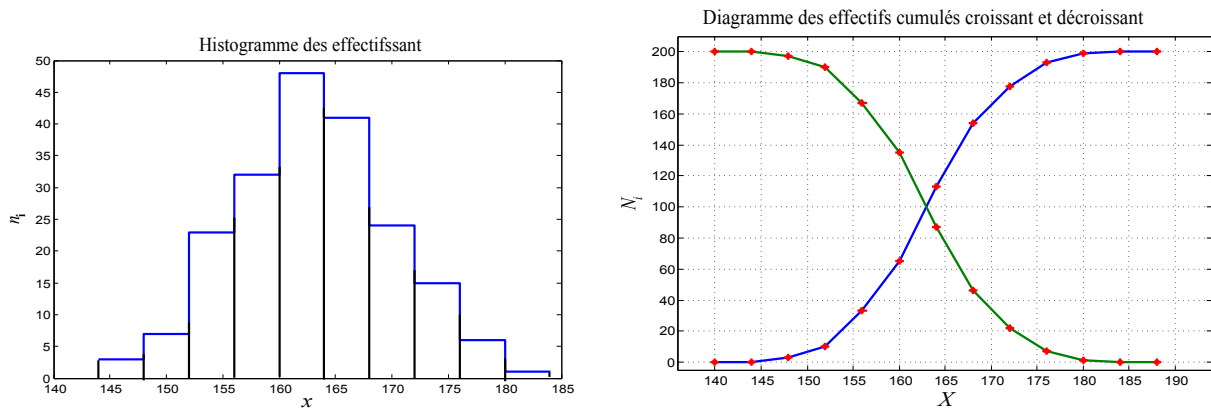 Histogramme des effectifssant
50
45
40
35
30
25
20
15
10
5
0
140 145 150 155 160 165 170 175 180 185
x
n_i
Diagramme des effectifs cumulés croissant et décroissant
200
180
160
140
120
100
80
60
40
20
0
140 145 150 155 160 165 170 175 180 185 190
X
N_i